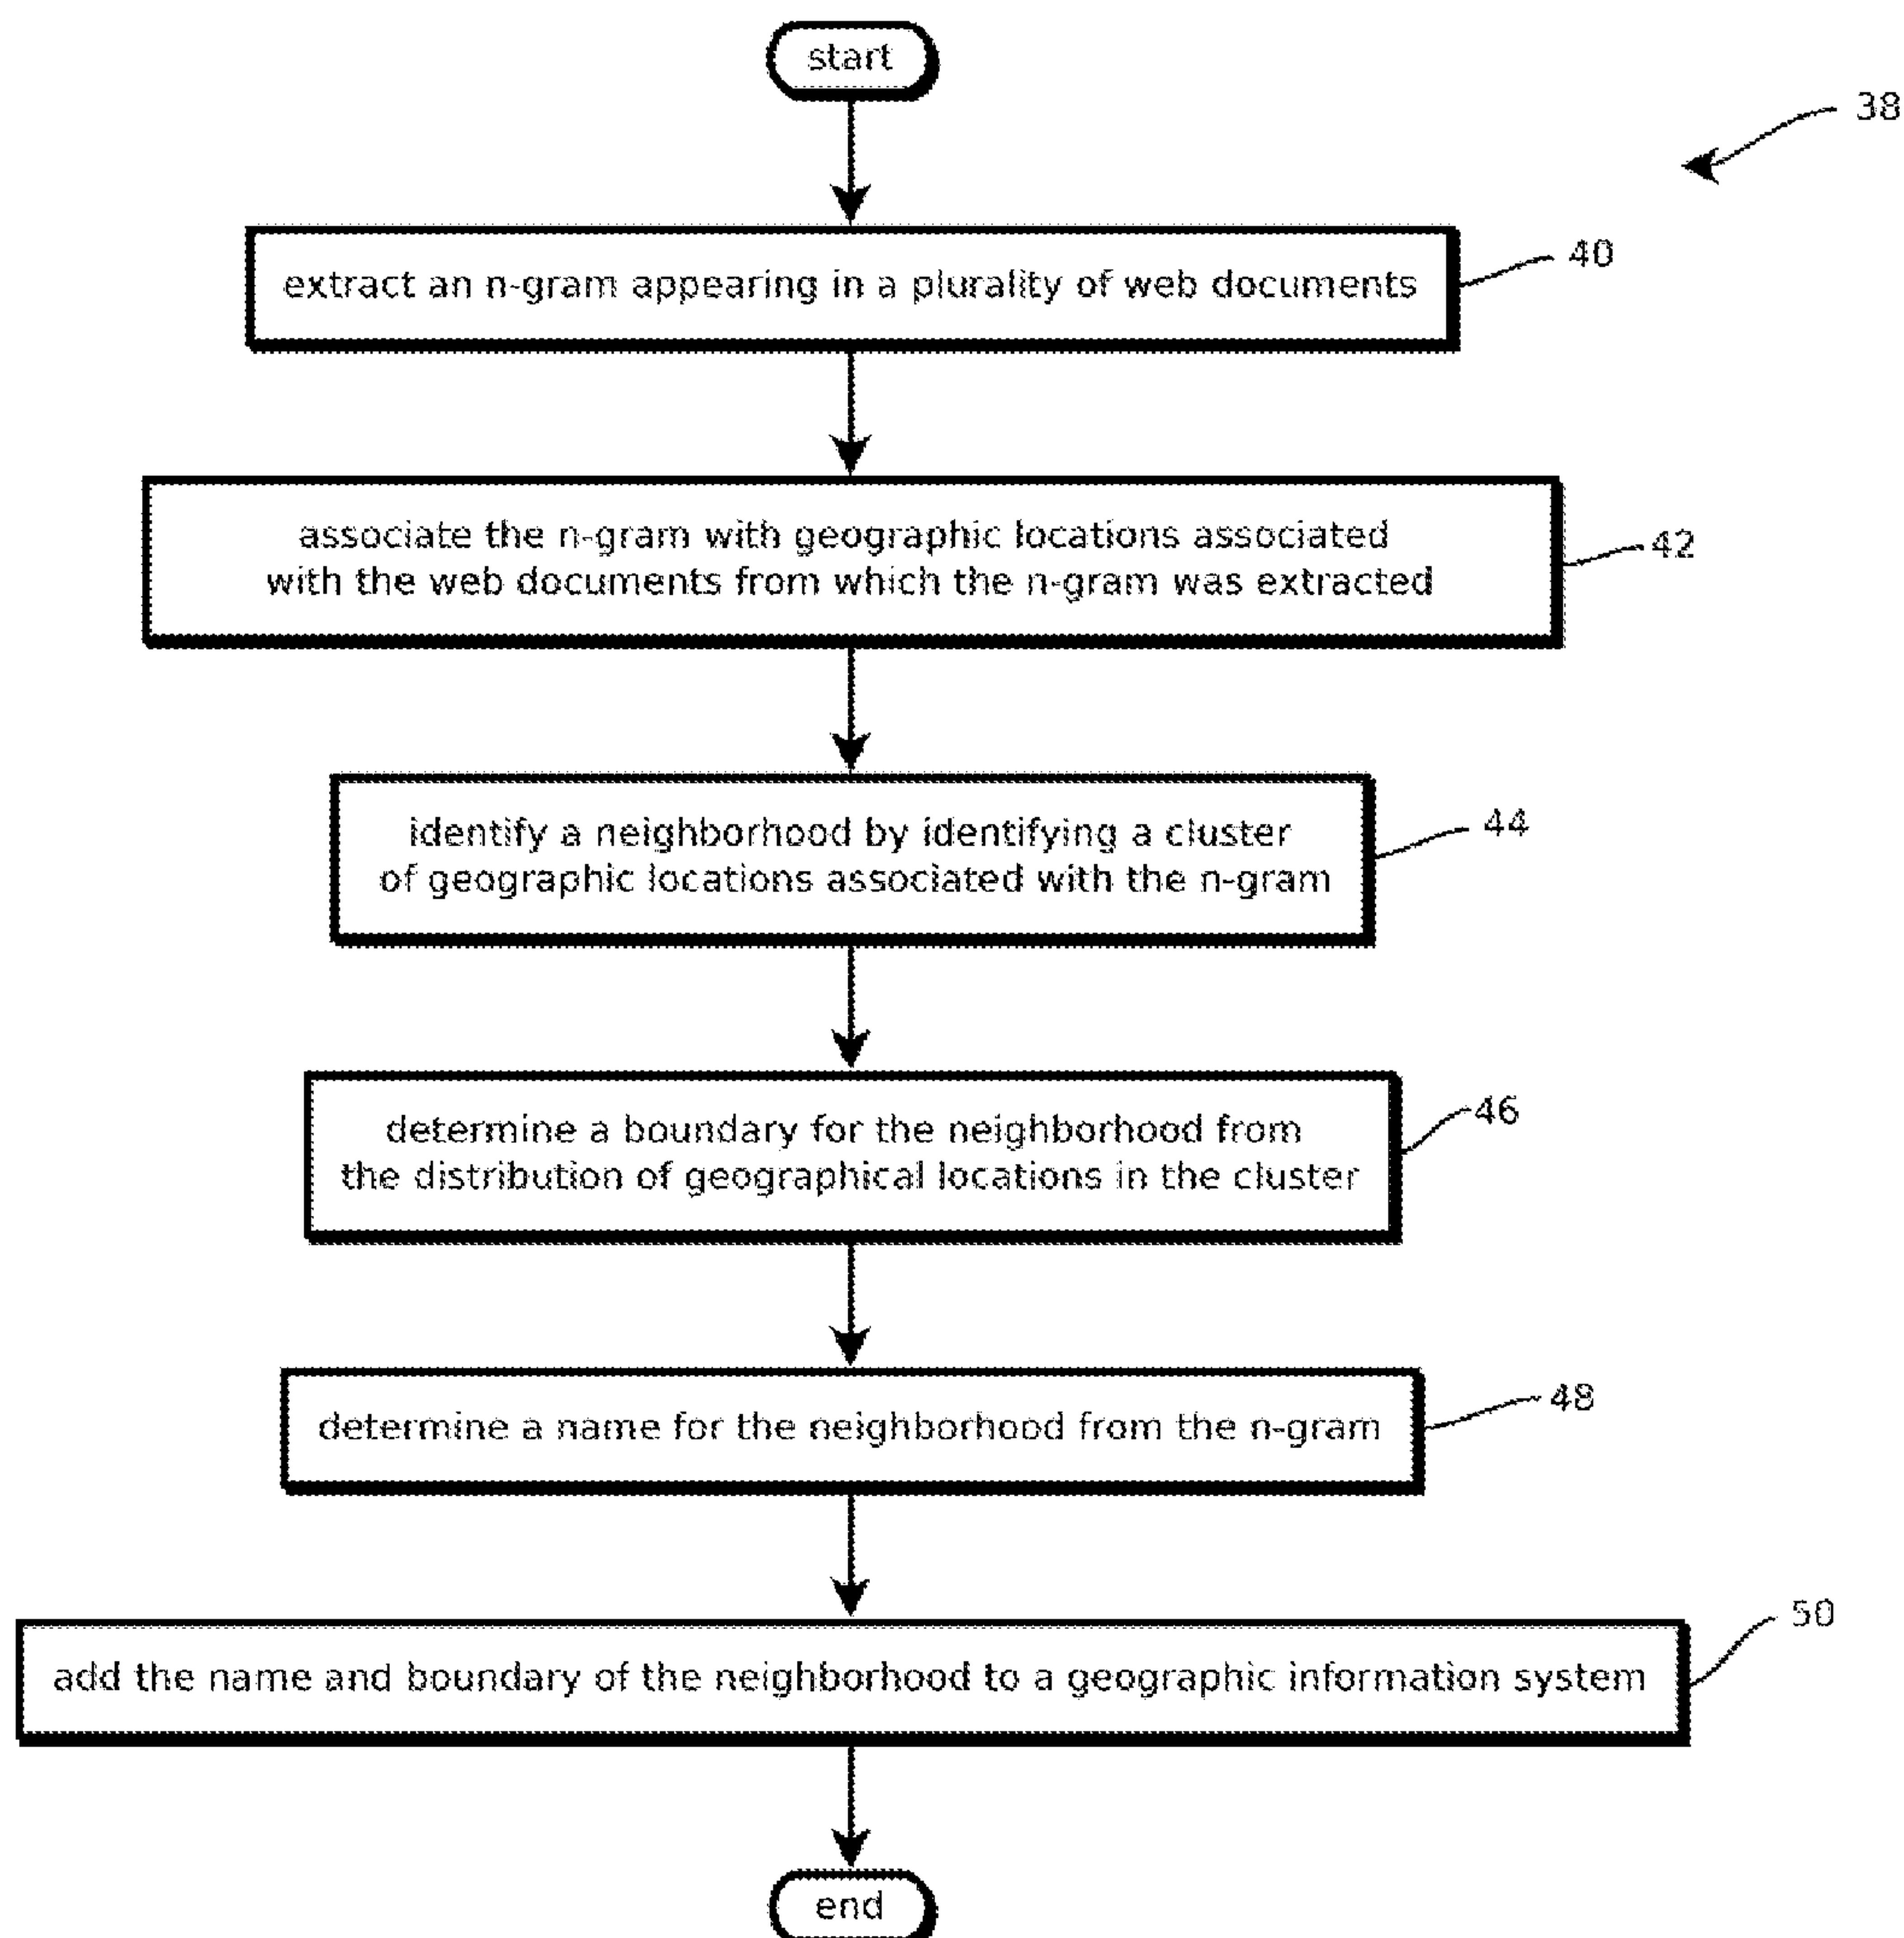 start
38
extract an n-gram appearing in a plurality of web documents
40
associate the n-gram with geographic locations associated
with the web documents from which the n-gram was extracted
42
identify a neighborhood by identifying a cluster
of geographic locations associated with the n-gram
44
determine a boundary for the neighborhood from
the distribution of geographical locations in the cluster
46
determine a name for the neighborhood from the n-gram
48
add the name and boundary of the neighborhood to a geographic information system
50
end